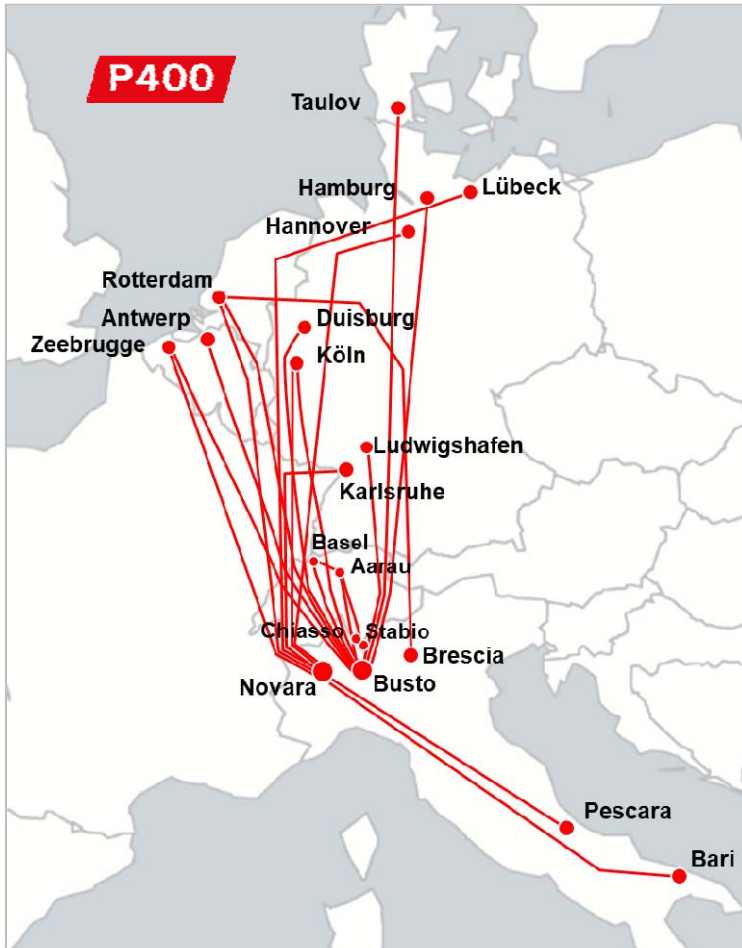 P400
Taulov
Hamburg
Lübeck
Hannover
Rotterdam
Antwerp
Duisburg
Zeebrugge
Köln
Ludwigshafen
Karlsruhe
Basel
Aarau
Chiasso
Stabio
Brescia
Novara
Busto
Pescara
Bari